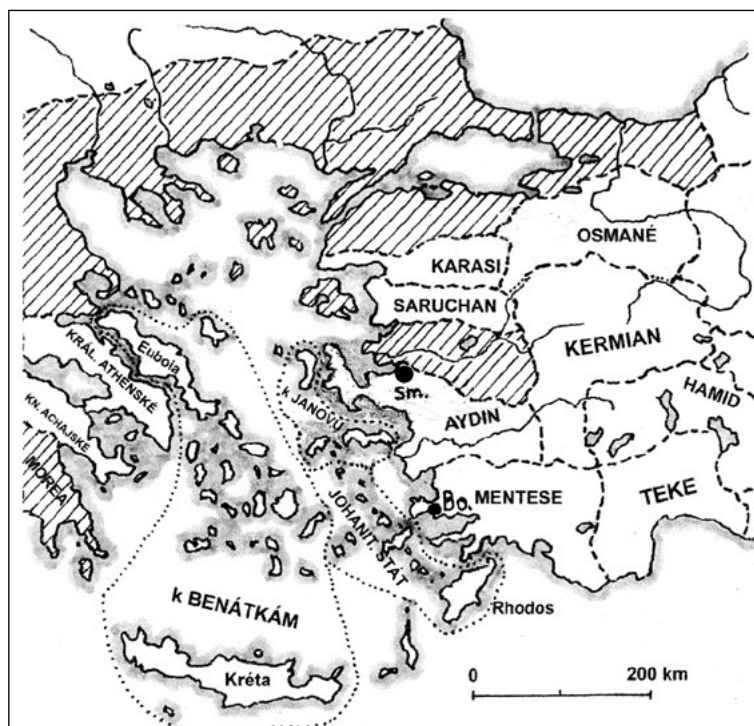 OSMANÉ
KARASI
SARUCHAN
KERMIAN
Euboia
KRÁL. ATHÉNSKÉ
k JANOVU
Sm.
HAMID
AYDIN
KN. ACHAJSKÉ
MOREA
Bo.
MENTESE
TEKE
JOHANIT. STÁT
k BENÁTKÁM
Rhodos
Kréta
0 200 km